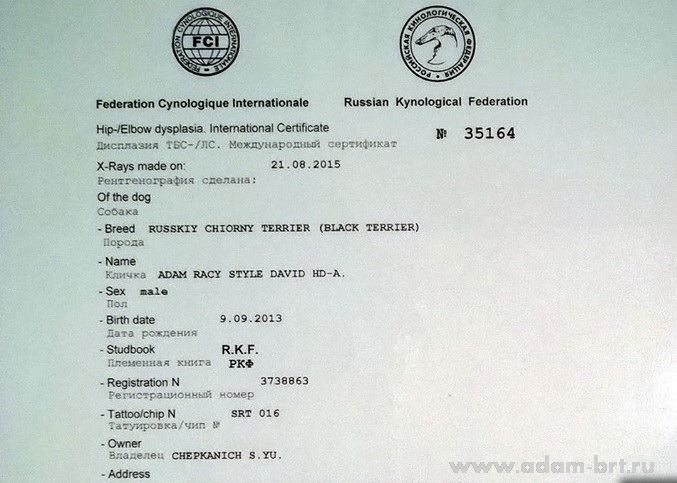 FEDERATION CYNOLOGIQUE INTERNATIONALE
FCI
РОССИЙСКАЯ КИНОЛОГИЧЕСКАЯ ФЕДЕРАЦИЯ
Federation Cynologique Internationale Russian Kynological Federation
Hip-/Elbow dysplasia. International Certificate
№ 35164
Дисплазия ТБС-/ЛС. Международный сертификат
X-Rays made on: 21.08.2015
Рентгенография сделана:
Of the dog
Собака
- Breed RUSSKIY CHIORNY TERRIER (BLACK TERRIER)
Порода
- Name
Кличка ADAM RACY STYLE DAVID HD-A.
- Sex male
Пол
- Birth date 9.09.2013
Дата рождения
- Studbook R.K.F.
Племенная книга РКФ
- Registration N 3738863
Регистрационный номер
- Tattoo/chip N SRT 016
Татуировка/чип №
- Owner
Владелец CHEPKANICH S.YU.
- Address
www.adam-brt.ru